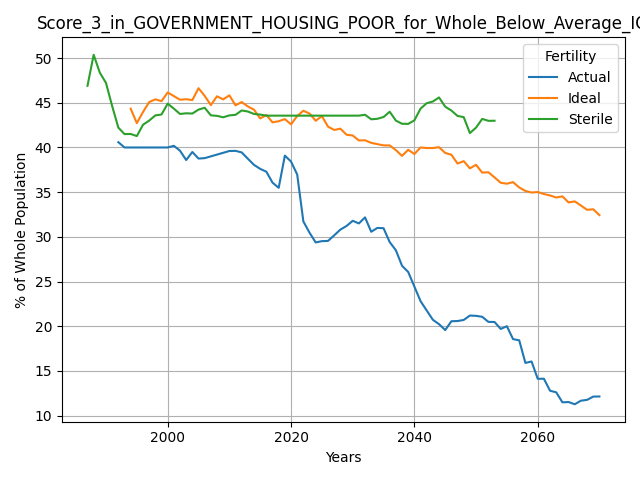 Score_3_in_GOVERNMENT_HOUSING_POOR_for_Whole_Below_Average_IQ
Fertility
Actual
Ideal
Sterile
% of Whole Population
50
45
40
35
30
25
20
15
10
2000
2020
2040
2060
Years